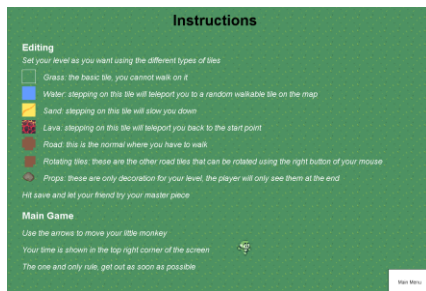 Instructions
Editing
Set your level as you want using the different types of tiles
Grass: the basic tile, you cannot walk on it
Water: stepping on this tile will teleport you to a random walkable tile on the map
Sand: stepping on this tile will slow you down
Lava: stepping on this tile will teleport you back to the start point
Road: this is the normal where you have to walk
Rotating tiles: these are the other road tiles that can be rotated using the right button of your mouse
Props: these are only decoration for your level, the player will only see them at the end
Hit save and let your friend try your master piece
Main Game
Use the arrows to move your little monkey
Your time is shown in the top right corner of the screen
The one and only rule, get out as soon as possible
Main Menu